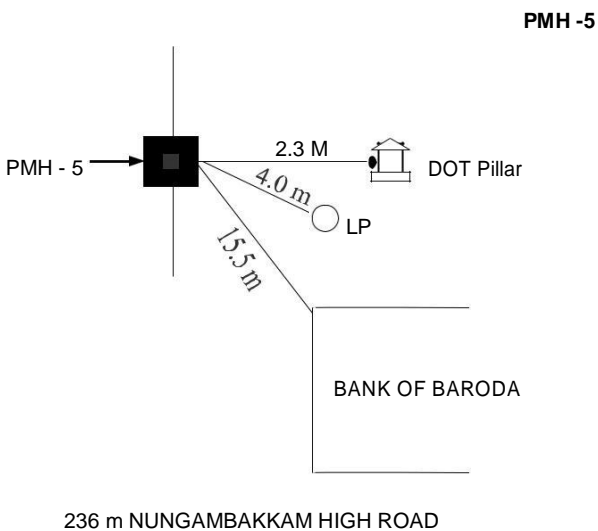 PMH -5
PMH - 5
2.3 M
DOT Pillar
4.0 m
LP
15.5 m
BANK OF BARODA
236 m NUNGAMBAKKAM HIGH ROAD